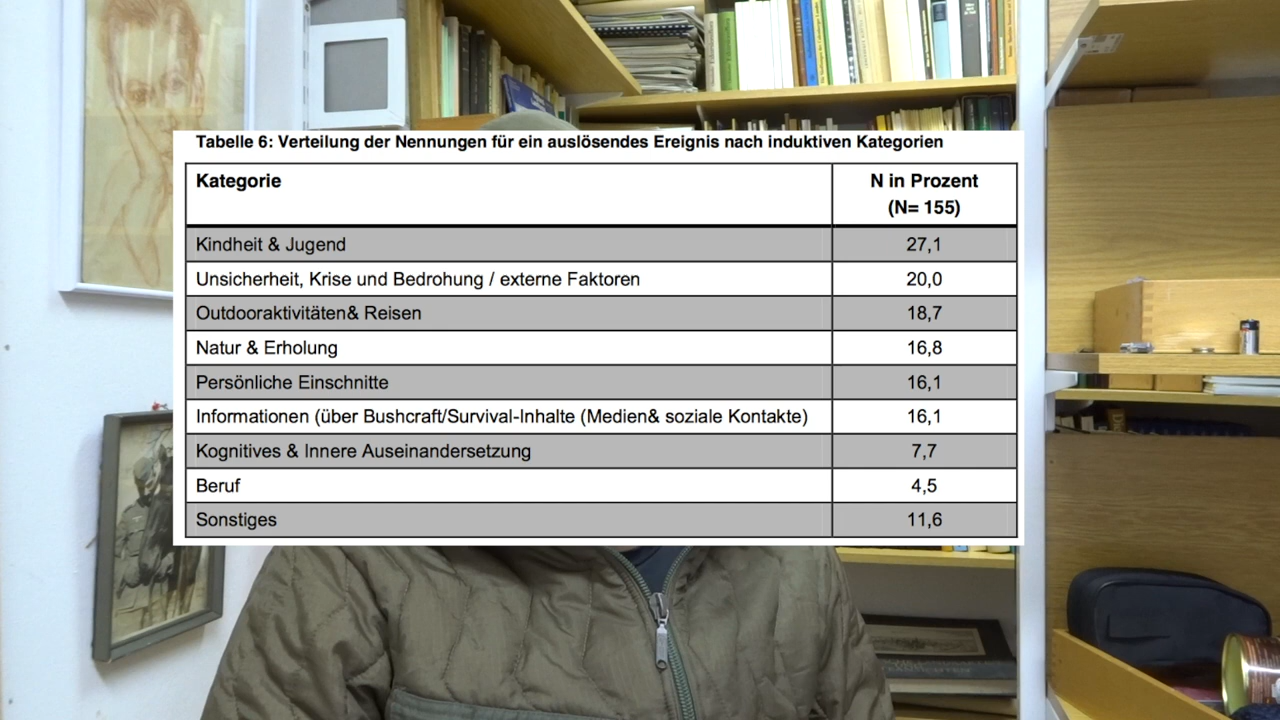 Tabelle 6: Verteilung der Nennungen für ein auslösendes Ereignis nach induktiven Kategorien
Kategorie N in Prozent
(N= 155)
Kindheit & Jugend 27,1
Unsicherheit, Krise und Bedrohung / externe Faktoren 20,0
Outdooraktivitäten& Reisen 18,7
Natur & Erholung 16,8
Persönliche Einschnitte 16,1
Informationen (über Bushcraft/Survival-Inhalte (Medien& soziale Kontakte) 16,1
Kognitives & Innere Auseinandersetzung 7,7
Beruf 4,5
Sonstiges 11,6